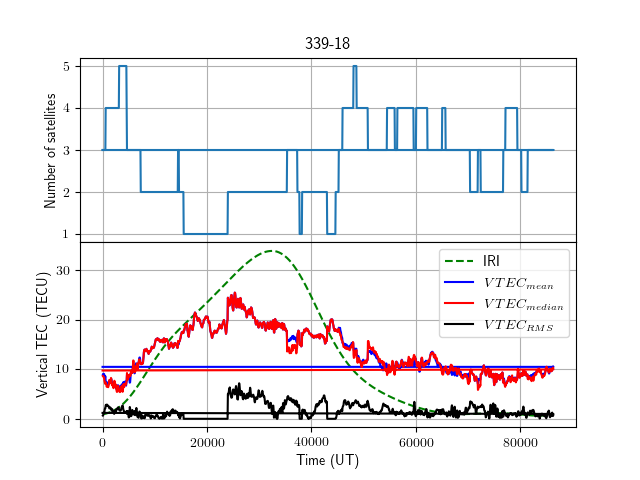 339-18
Number of satellites
5
4
3
2
1
Vertical TEC (TECU)
30
20
10
0
IRI
VTEC_mean
VTEC_median
VTEC_RMS
0 20000 40000 60000 80000
Time (UT)